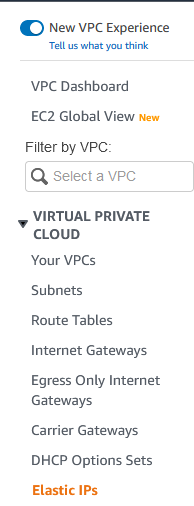 New VPC Experience
Tell us what you think
VPC Dashboard
EC2 Global View New
Filter by VPC:
Select a VPC
VIRTUAL PRIVATE
CLOUD
Your VPCs
Subnets
Route Tables
Internet Gateways
Egress Only Internet
Gateways
Carrier Gateways
DHCP Options Sets
Elastic IPs